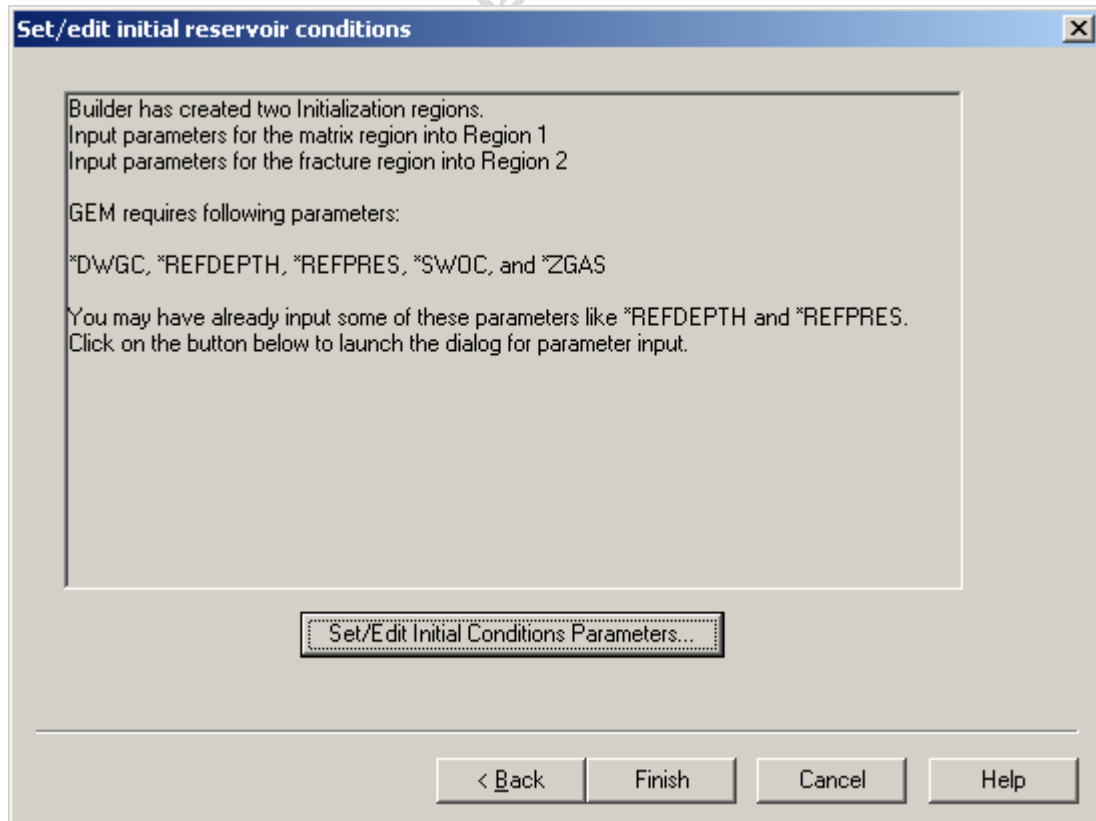 Set/edit initial reservoir conditions
Builder has created two Initialization regions.
Input parameters for the matrix region into Region 1
Input parameters for the fracture region into Region 2
GEM requires following parameters:
*DWGC, *REFDEPTH, *REFPRES, *SWOC, and *ZGAS
You may have already input some of these parameters like *REFDEPTH and *REFPRES.
Click on the button below to launch the dialog for parameter input.
Set/Edit Initial Conditions Parameters...
< Back Finish Cancel Help